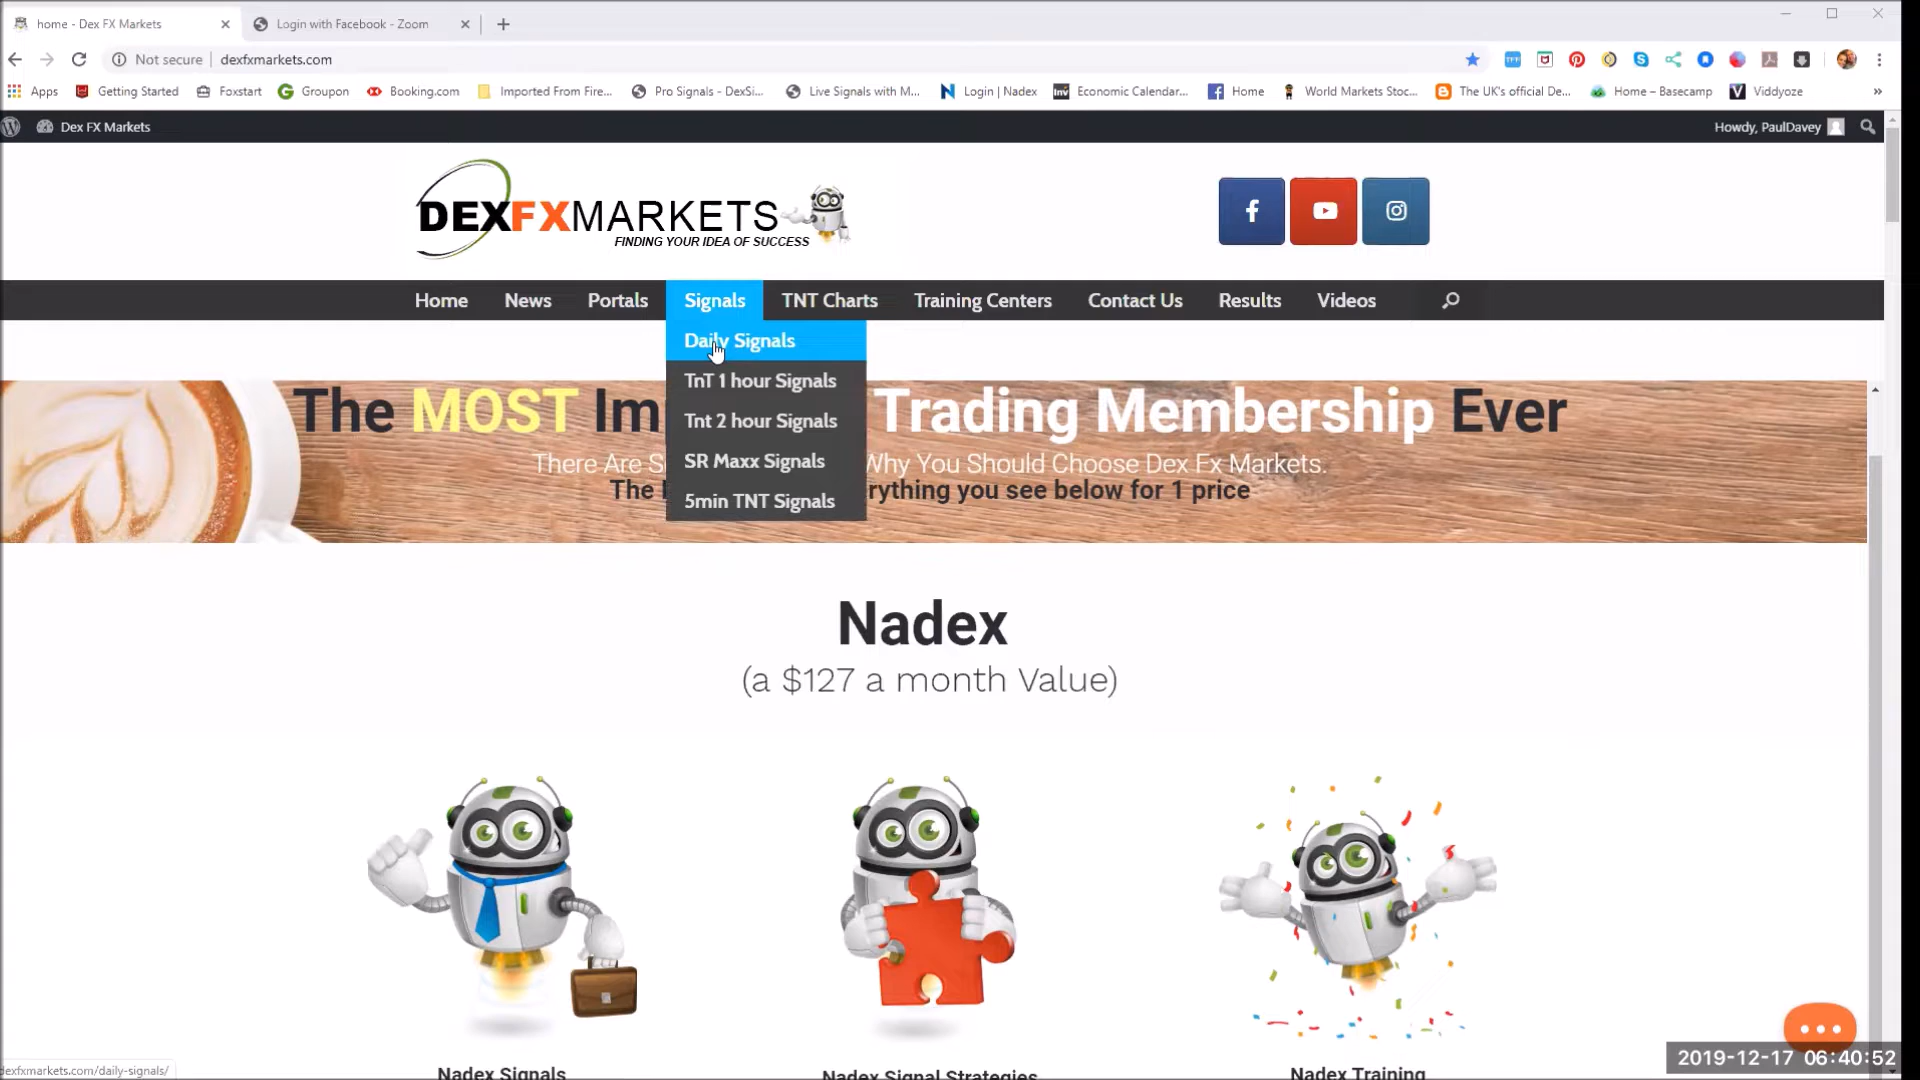 home - Dex FX Markets
Login with Facebook - Zoom
Not secure
dexfxmarkets.com
Apps
Getting Started
Foxstart
Groupon
Booking.com
Imported From Fire...
Pro Signals - DexSi...
Live Signals with M...
Login | Nadex
Economic Calendar...
Home
World Markets Stoc...
The UK's official De...
Home – Basecamp
Viddyoze
»
Dex FX Markets
Howdy, PaulDavey
DEXFXMARKETS
FINDING YOUR IDEA OF SUCCESS
Home
News
Portals
Signals
TNT Charts
Training Centers
Contact Us
Results
Videos
Daily Signals
TnT 1 hour Signals
Tnt 2 hour Signals
SR Maxx Signals
5min TNT Signals
The MOST Im Trading Membership Ever
There Are S Why You Should Choose Dex Fx Markets.
The rything you see below for 1 price
Nadex
(a $127 a month Value)
Nadex Signals
Nadex Signal Strategies
Nadex Training
dexfxmarkets.com/daily-signals/
2019-12-17 06:40:52